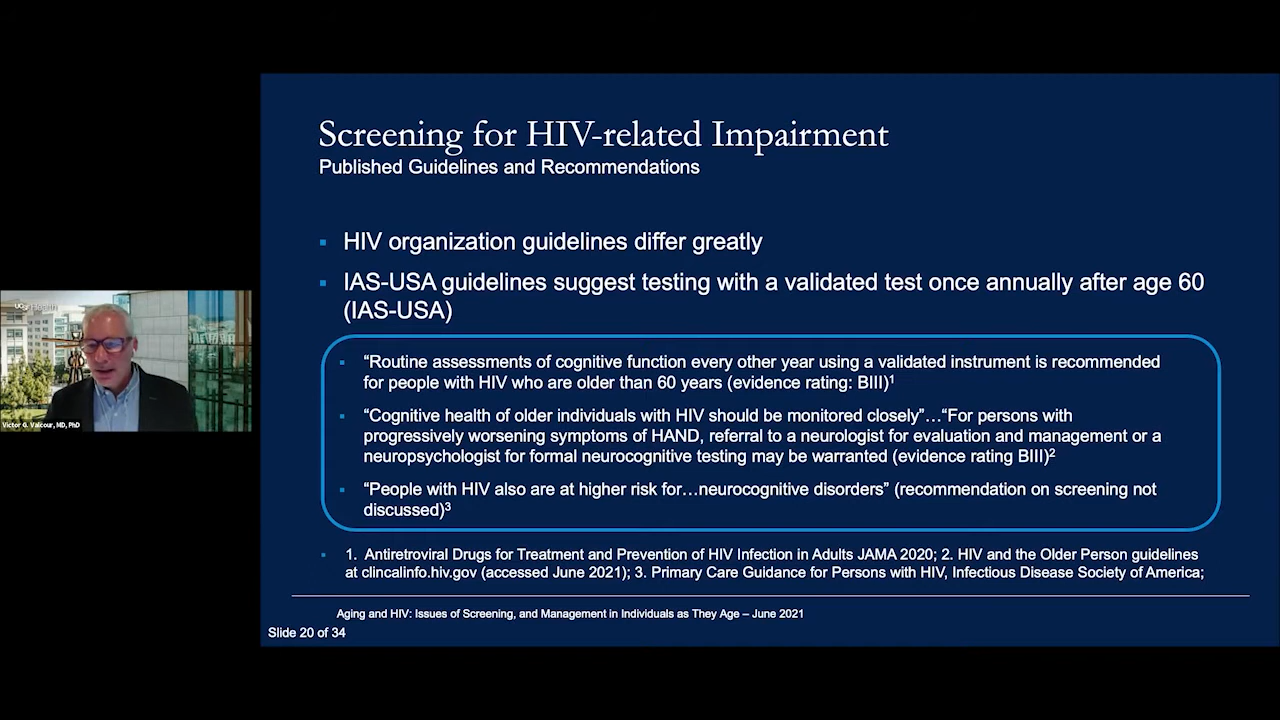 Screening for HIV-related Impairment
Published Guidelines and Recommendations
▪ HIV organization guidelines differ greatly
▪ IAS-USA guidelines suggest testing with a validated test once annually after age 60
(IAS-USA)
▪ “Routine assessments of cognitive function every other year using a validated instrument is recommended
for people with HIV who are older than 60 years (evidence rating: BIII)1
▪ “Cognitive health of older individuals with HIV should be monitored closely”…“For persons with
progressively worsening symptoms of HAND, referral to a neurologist for evaluation and management or a
neuropsychologist for formal neurocognitive testing may be warranted (evidence rating BIII)2
▪ “People with HIV also are at higher risk for…neurocognitive disorders” (recommendation on screening not
discussed)3
▪ 1. Antiretroviral Drugs for Treatment and Prevention of HIV Infection in Adults JAMA 2020; 2. HIV and the Older Person guidelines
at clincalinfo.hiv.gov (accessed June 2021); 3. Primary Care Guidance for Persons with HIV, Infectious Disease Society of America;
Aging and HIV: Issues of Screening, and Management in Individuals as They Age – June 2021
Slide 20 of 34
Health
Victor G. Valcour, MD, PhD